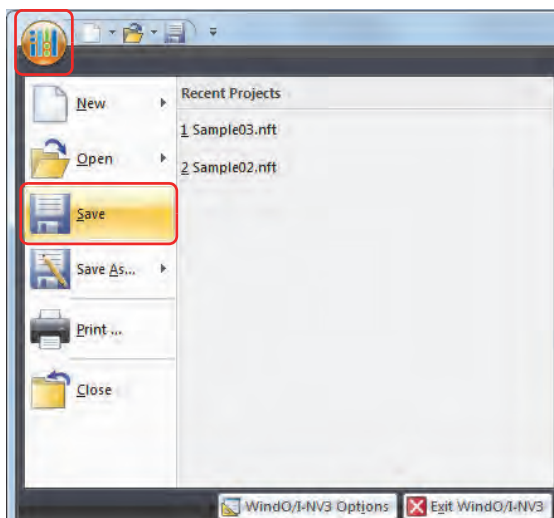 New
Recent Projects
1 Sample03.nft
Open
2 Sample02.nft
Save
Save As...
Print ...
Close
WindO/I-NV3 Options
Exit WindO/I-NV3